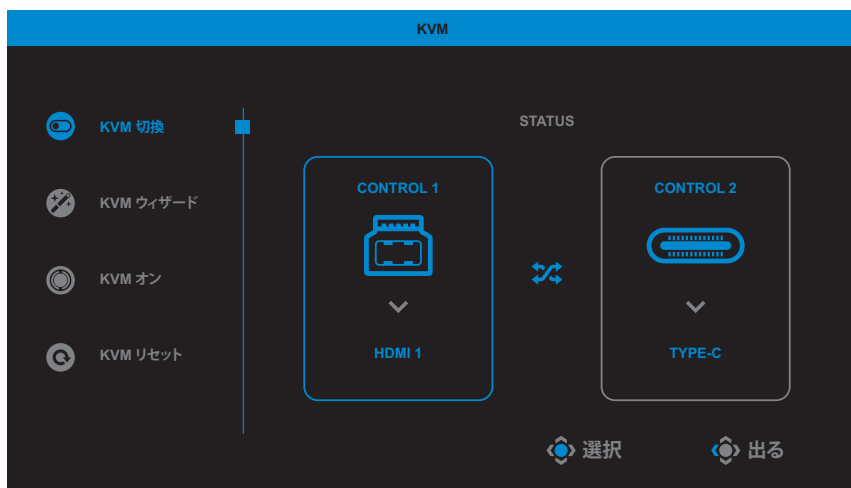 KVM
KVM 切換
KVM ウィザード
KVM オン
KVM リセット
STATUS
CONTROL 1
HDMI 1
CONTROL 2
TYPE-C
選択
出る